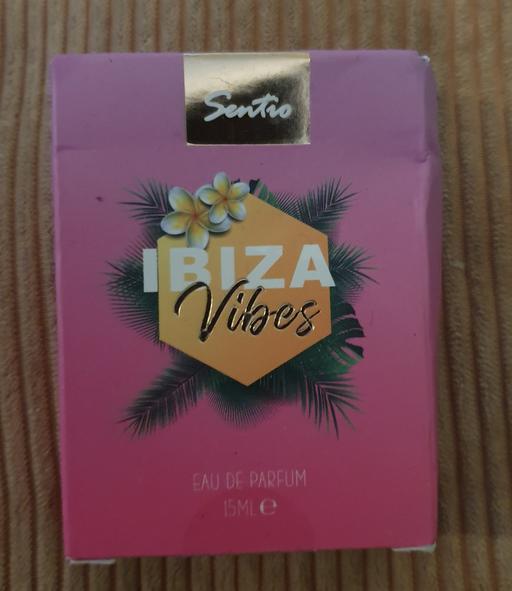 Sentio
IBIZA
Vibes
EAU DE PARFUM
15ML e